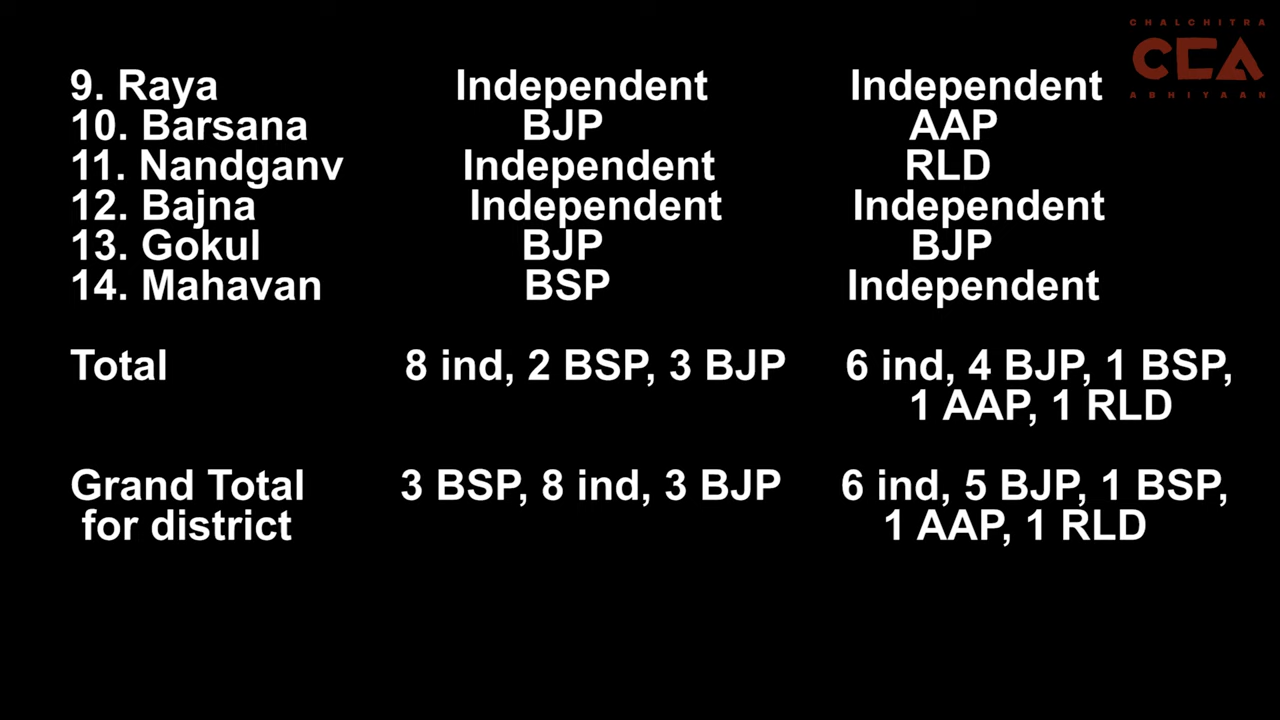 CHALCHITRA
CCA
ABHIYAAN
9. Raya Independent Independent
10. Barsana BJP AAP
11. Nandganv Independent RLD
12. Bajna Independent Independent
13. Gokul BJP BJP
14. Mahavan BSP Independent
Total 8 ind, 2 BSP, 3 BJP 6 ind, 4 BJP, 1 BSP,
1 AAP, 1 RLD
Grand Total 3 BSP, 8 ind, 3 BJP 6 ind, 5 BJP, 1 BSP,
for district 1 AAP, 1 RLD